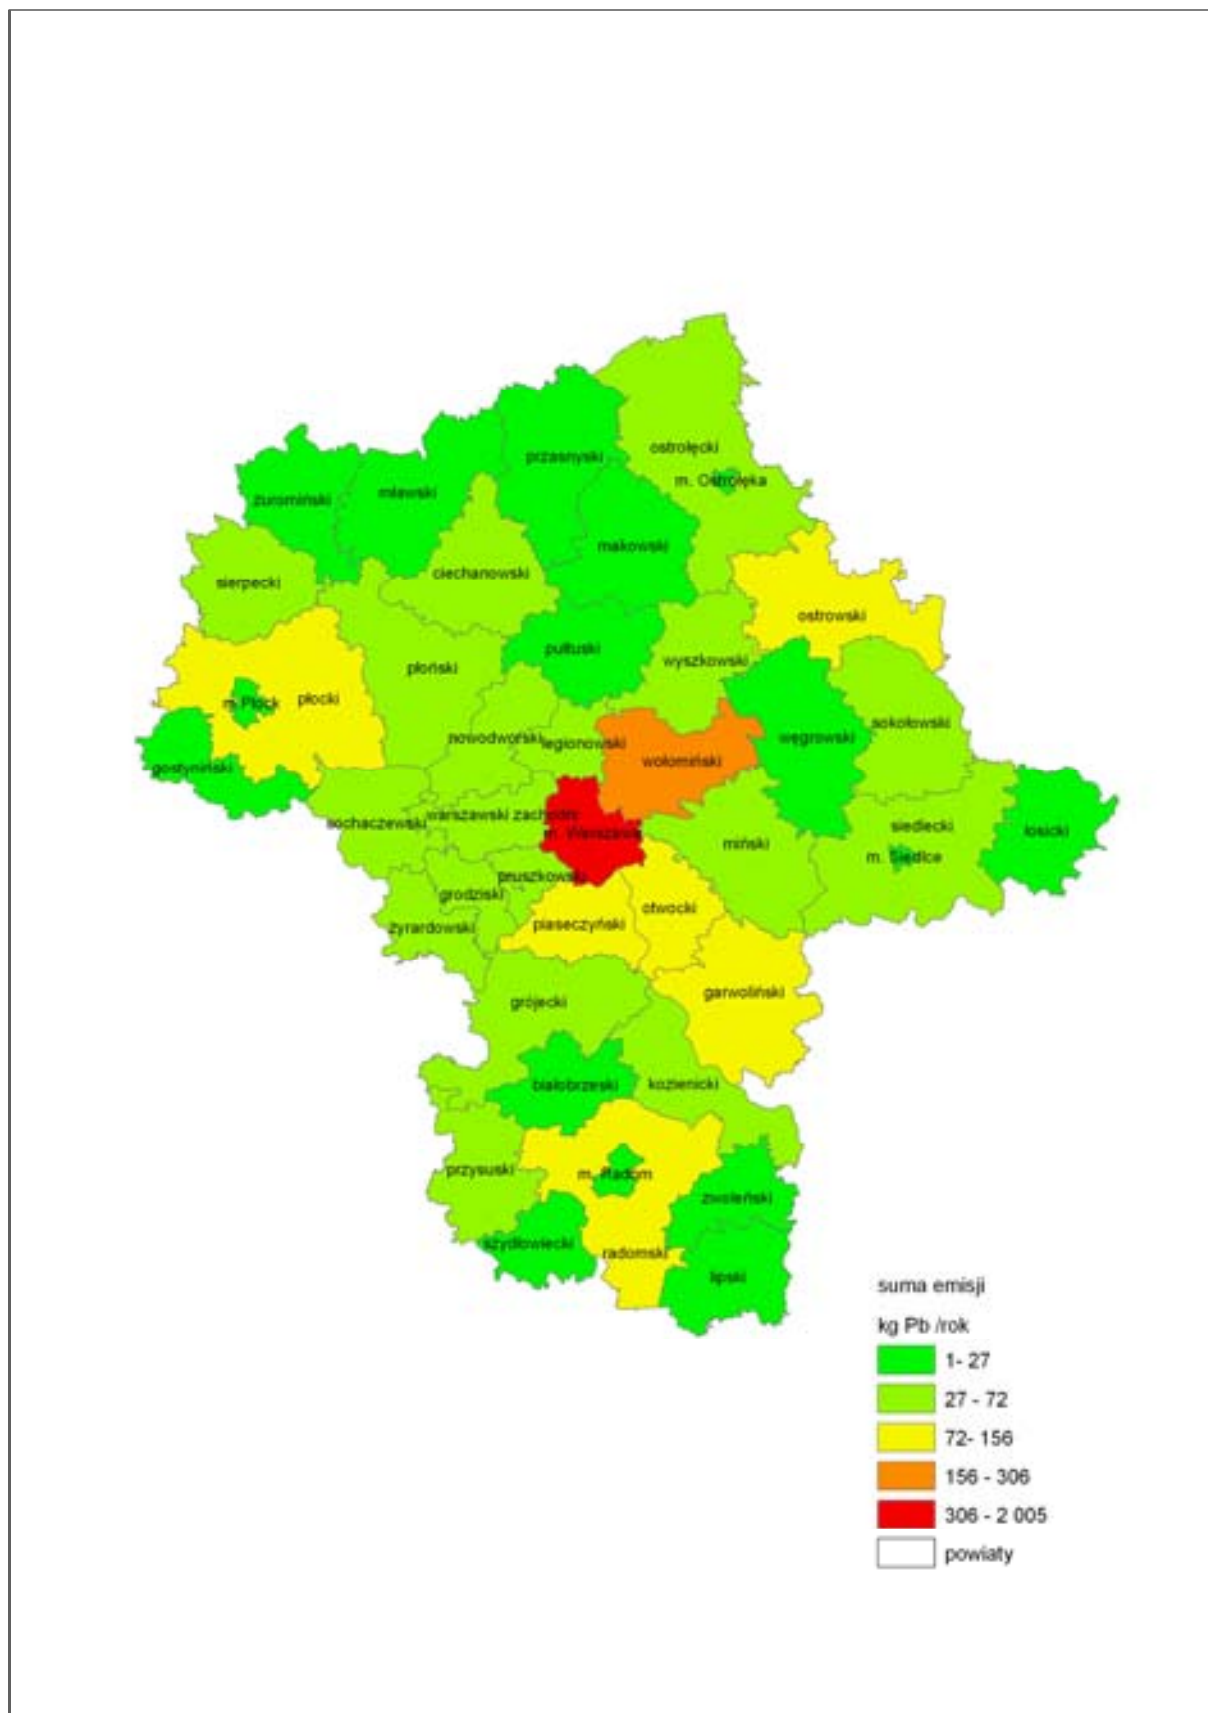 ostrołęcki
przasnyski
m. Ostrołęka
mławski
żuromiński
makowski
ciechanowski
sierpecki
ostrowski
pułtuski
wyszkowski
płoński
płocki
m.Płock
sokołowski
węgrowski
nowodworski
legionowski
wołomiński
gostyniński
warszawski zachodni
sochaczewski
siedlecki
łosicki
m. Warszawa
miński
m. Siedlce
pruszkowski
grodziski
otwocki
piaseczyński
żyrardowski
garwoliński
grójecki
białobrzeski
kozienicki
przysuski
m. Radom
zwoleński
szydłowiecki
radomski
lipski
suma emisji
kg Pb /rok
1- 27
27 - 72
72- 156
156 - 306
306 - 2 005
powiaty